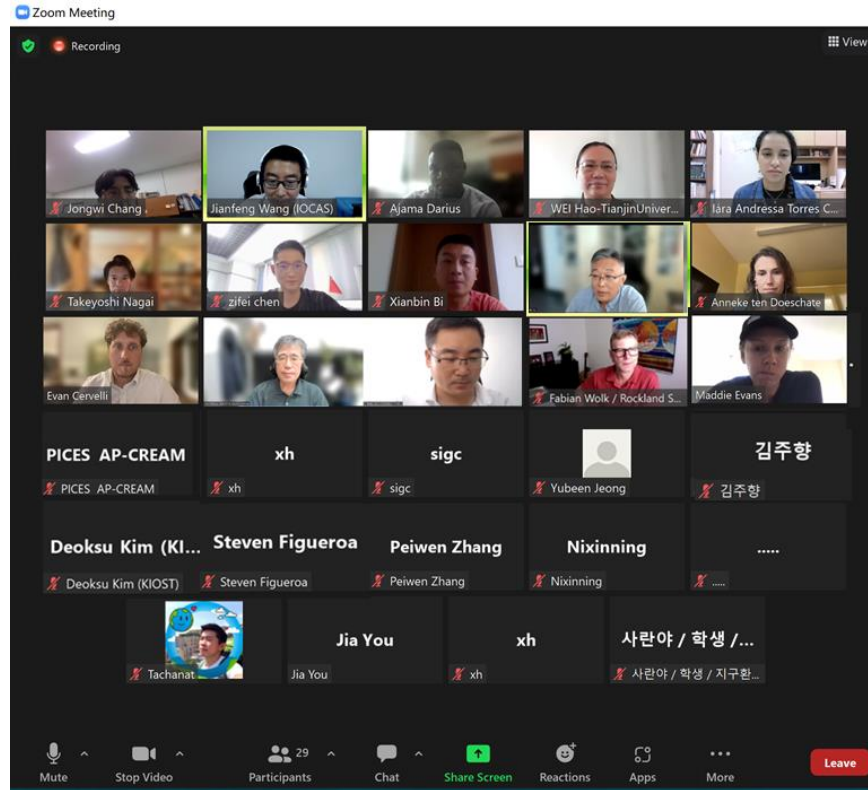 Zoom Meeting
Recording
View
Jongwi Chang
Jianfeng Wang (IOCAS)
Ajama Darius
WEI Hao-TianjinUniver...
Iara Andressa Torres C...
Takeyoshi Nagai
zifei chen
Xianbin Bi
Anneke ten Doeschate
Evan Cervelli
Fabian Wolk / Rockland S...
Maddie Evans
PICES AP-CREAM
xh
sigc
김주향
PICES AP-CREAM
xh
sigc
Yubeen Jeong
김주향
Deoksu Kim (KI...
Steven Figueroa
Peiwen Zhang
Nixinning
.....
Deoksu Kim (KIOST)
Steven Figueroa
Peiwen Zhang
Nixinning
.....
Jia You
xh
사란야 / 학생 /...
Tachanat
Jia You
xh
사란야 / 학생 / 지구환...
29
Mute
Stop Video
Participants
Chat
Share Screen
Reactions
Apps
More
Leave